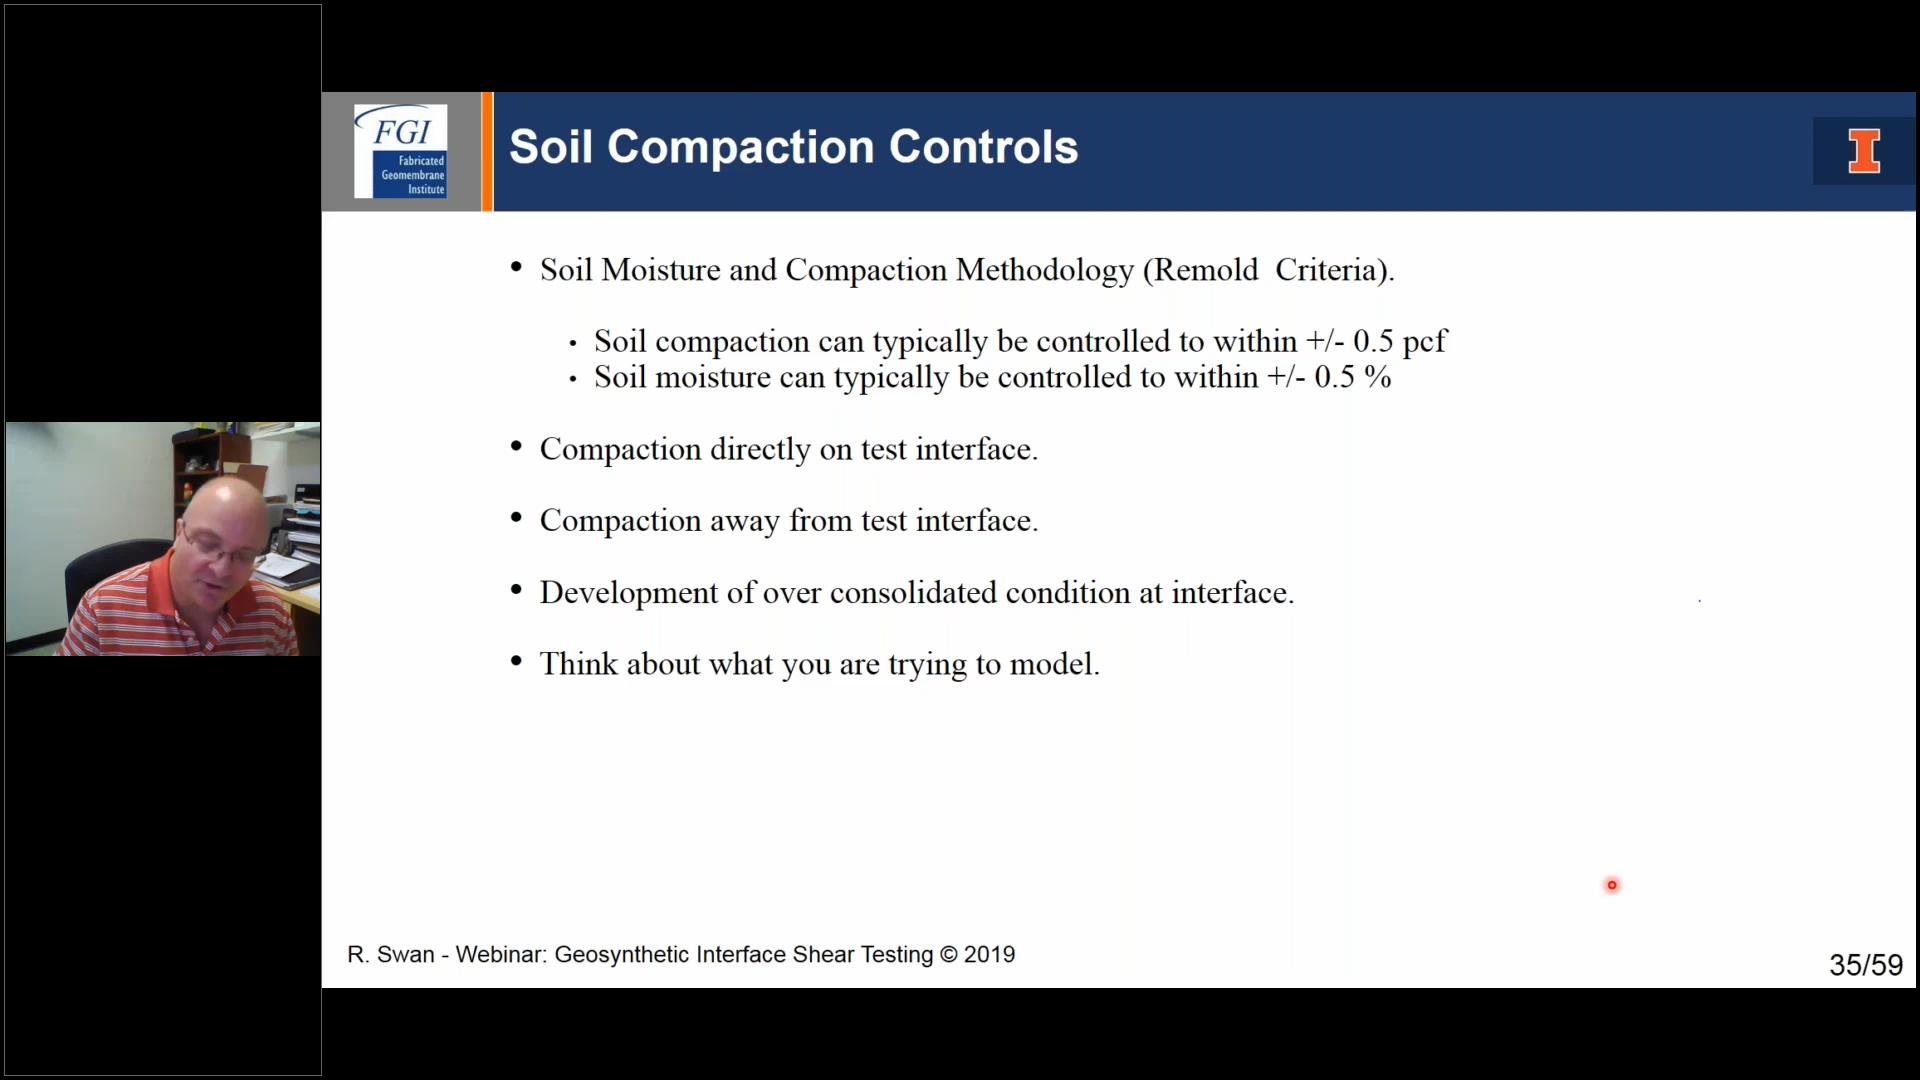 FGI
Fabricated
Geomembrane
Institute
Soil Compaction Controls
I
• Soil Moisture and Compaction Methodology (Remold Criteria).
• Soil compaction can typically be controlled to within +/- 0.5 pcf
• Soil moisture can typically be controlled to within +/- 0.5 %
• Compaction directly on test interface.
• Compaction away from test interface.
• Development of over consolidated condition at interface.
• Think about what you are trying to model.
R. Swan - Webinar: Geosynthetic Interface Shear Testing © 2019
35/59